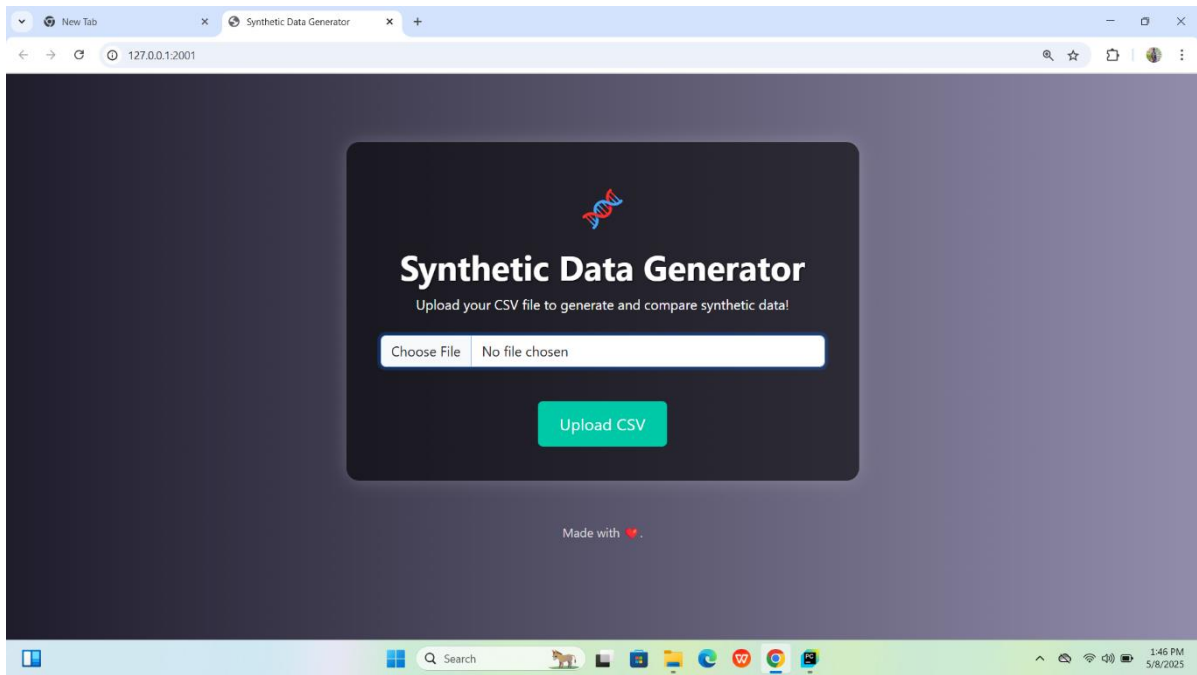 New Tab
Synthetic Data Generator
127.0.0.1:2001
Synthetic Data Generator
Upload your CSV file to generate and compare synthetic data!
Choose File No file chosen
Upload CSV
Made with ❤️.
Search
PC
1:46 PM
5/8/2025